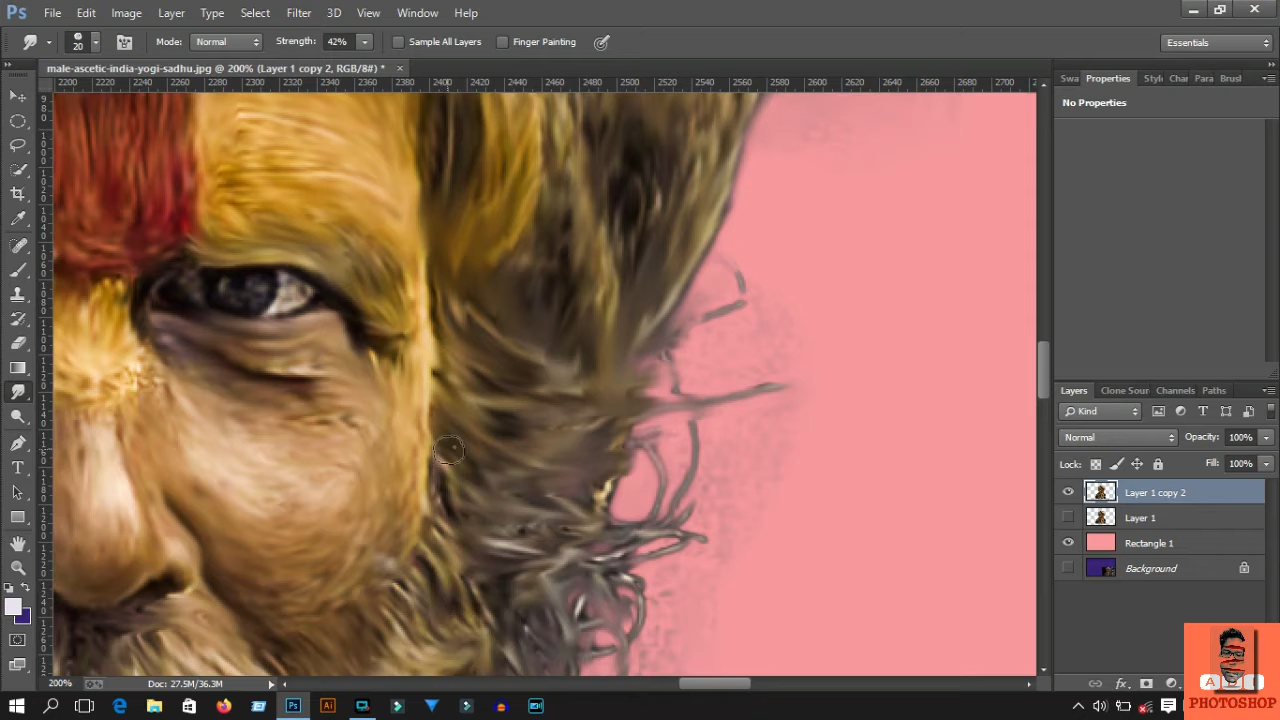 Ps File Edit Image Layer Type Select Filter 3D View Window Help
20 Mode: Normal Strength: 42% Sample All Layers Finger Painting Essentials
male-ascetic-india-yogi-sadhu.jpg @ 200% (Layer 1 copy 2, RGB/8#) *
2200 2220 2240 2260 2280 2300 2320 2340 2360 2380 2400 2420 2440 2460 2480 2500 2520 2540 2560 2580 2600 2620 2640 2660 2680 2700
Swa Properties Style Char Para Brush
No Properties
Layers Clone Sour Channels Paths
Kind
Normal Opacity: 100%
Lock: Fill: 100%
Layer 1 copy 2
Layer 1
Rectangle 1
Background
200% Doc: 27.5M/36.3M
PHOTOSHOP